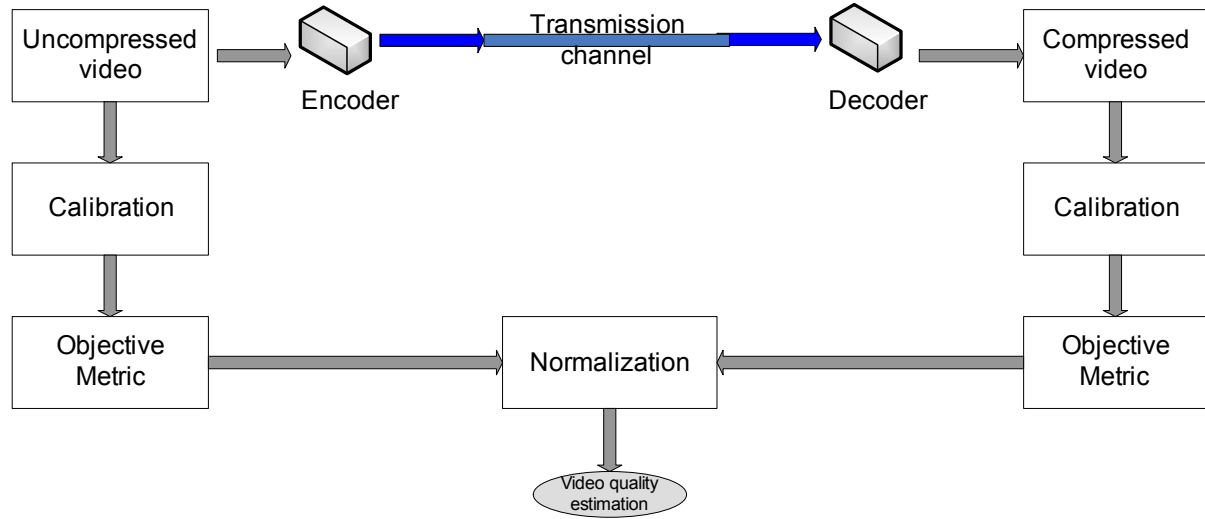 Uncompressed
video
Transmission
channel
Compressed
video
Encoder
Decoder
Calibration
Calibration
Objective
Metric
Normalization
Objective
Metric
Video quality
estimation